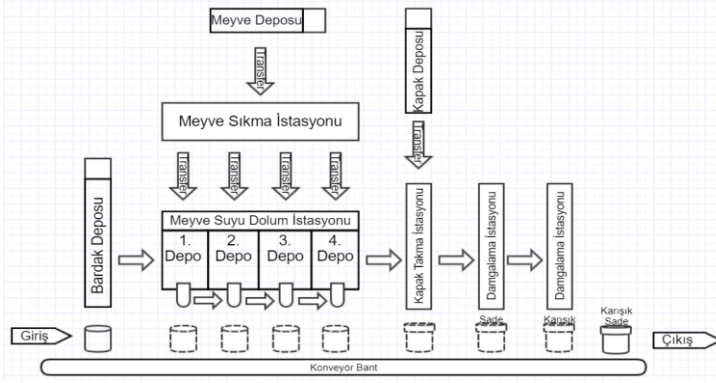 Meyve Deposu
Kapak Deposu
Transfer
Transfer
Meyve Sıkma İstasyonu
Transfer
Transfer
Transfer
Transfer
Bardak Deposu
Meyve Suyu Dolum İstasyonu
1.
Depo
2.
Depo
3.
Depo
4.
Depo
Kapak Takma İstasyonu
Damgalama İstasyonu
Damgalama İstasyonu
Giriş
Sade
Karışık
Karışık
Sade
Çıkış
Konveyör Bant